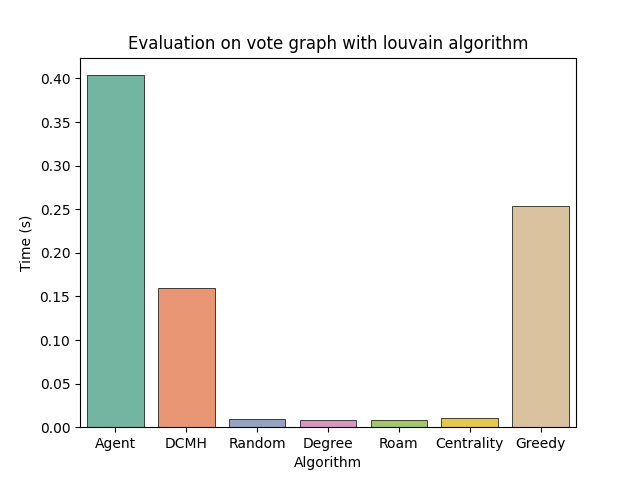 Evaluation on vote graph with louvain algorithm
Time (s)
0.40
0.35
0.30
0.25
0.20
0.15
0.10
0.05
0.00
Agent DCMH Random Degree Roam Centrality Greedy
Algorithm